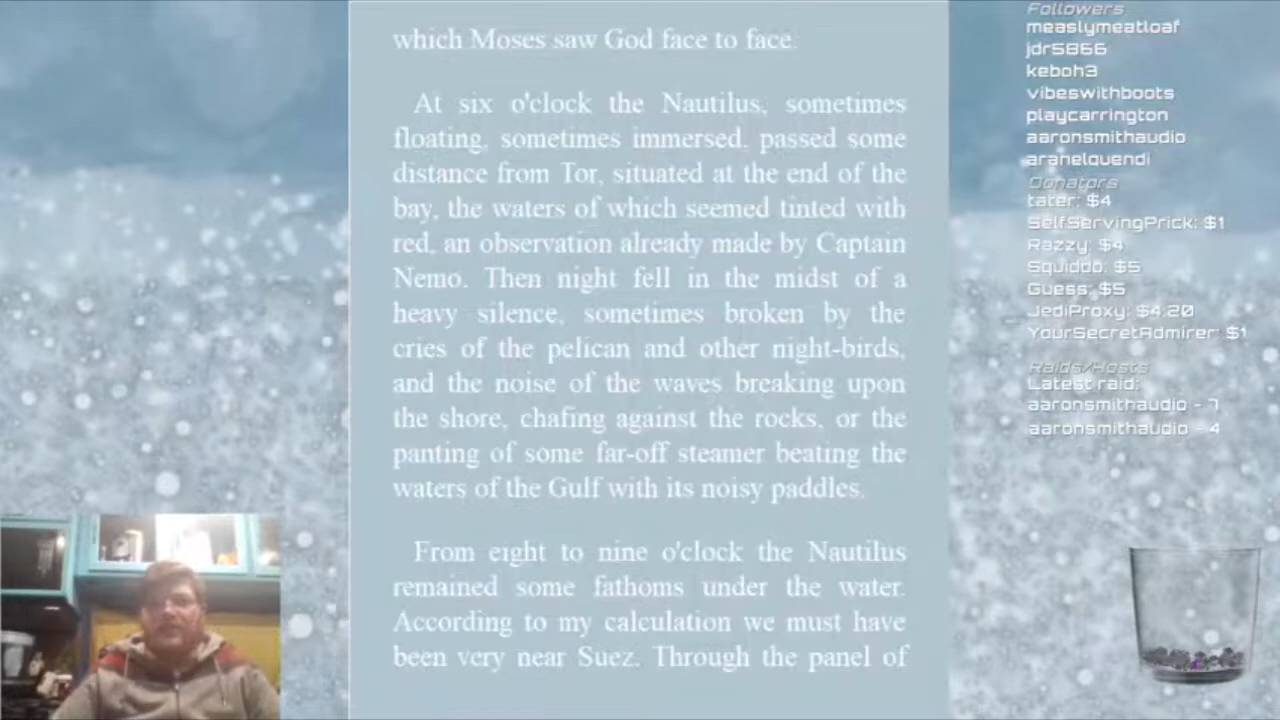 which Moses saw God face to face.
At six o'clock the Nautilus, sometimes
floating, sometimes immersed, passed some
distance from Tor, situated at the end of the
bay, the waters of which seemed tinted with
red, an observation already made by Captain
Nemo. Then night fell in the midst of a
heavy silence, sometimes broken by the
cries of the pelican and other night-birds,
and the noise of the waves breaking upon
the shore, chafing against the rocks, or the
panting of some far-off steamer beating the
waters of the Gulf with its noisy paddles.
From eight to nine o'clock the Nautilus
remained some fathoms under the water.
According to my calculation we must have
been very near Suez. Through the panel of
Followers
measlymeatloaf
jdr5866
keboh3
vibeswithboots
playcarrington
aaronsmithaudio
aranelovendi
Donators
tater: $4
SelfServingPrick: $1
Razzy: $4
Squiddo: $5
Guess: $5
JediProxy: $4.20
YourSecretAdmirer: $1
Raids/Hosts
Latest raid:
aaronsmithaudio - 7
aaronsmithaudio - 4